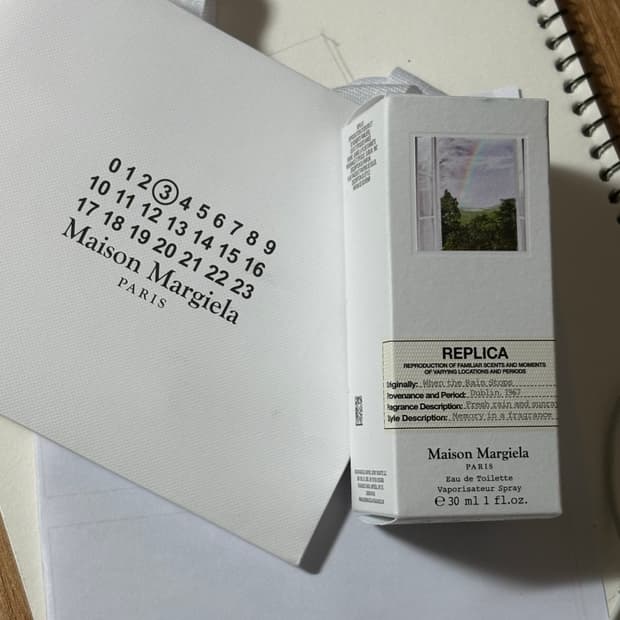 0 1 2 3 4 5 6 7 8 9
10 11 12 13 14 15 16
17 18 19 20 21 22 23
Maison Margiela
PARIS
REPLICA
REPRODUCTION OF FAMILIAR SCENTS AND MOMENTS
OF VARYING LOCATIONS AND PERIODS
Originally: When the Rain Stops
Provenance and Period: Dublin, 1967
Fragrance Description: Fresh rain and
Style Description: Memory in a fragrance
Maison Margiela
PARIS
Eau de Toilette
Vaporisateur Spray
℮ 30 ml 1 fl.oz.